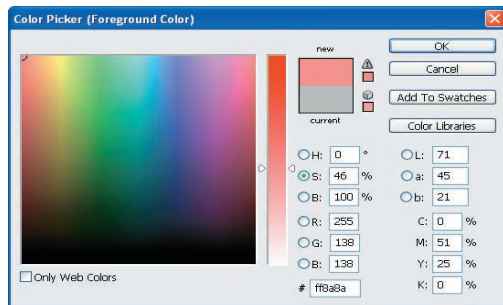 Color Picker (Foreground Color)
new
current
OK
Cancel
Add To Swatches
Color Libraries
H: 0 °
S: 46 %
B: 100 %
R: 255
G: 138
B: 138
# ff8a8a
L: 71
a: 45
b: 21
C: 0 %
M: 51 %
Y: 25 %
K: 0 %
Only Web Colors